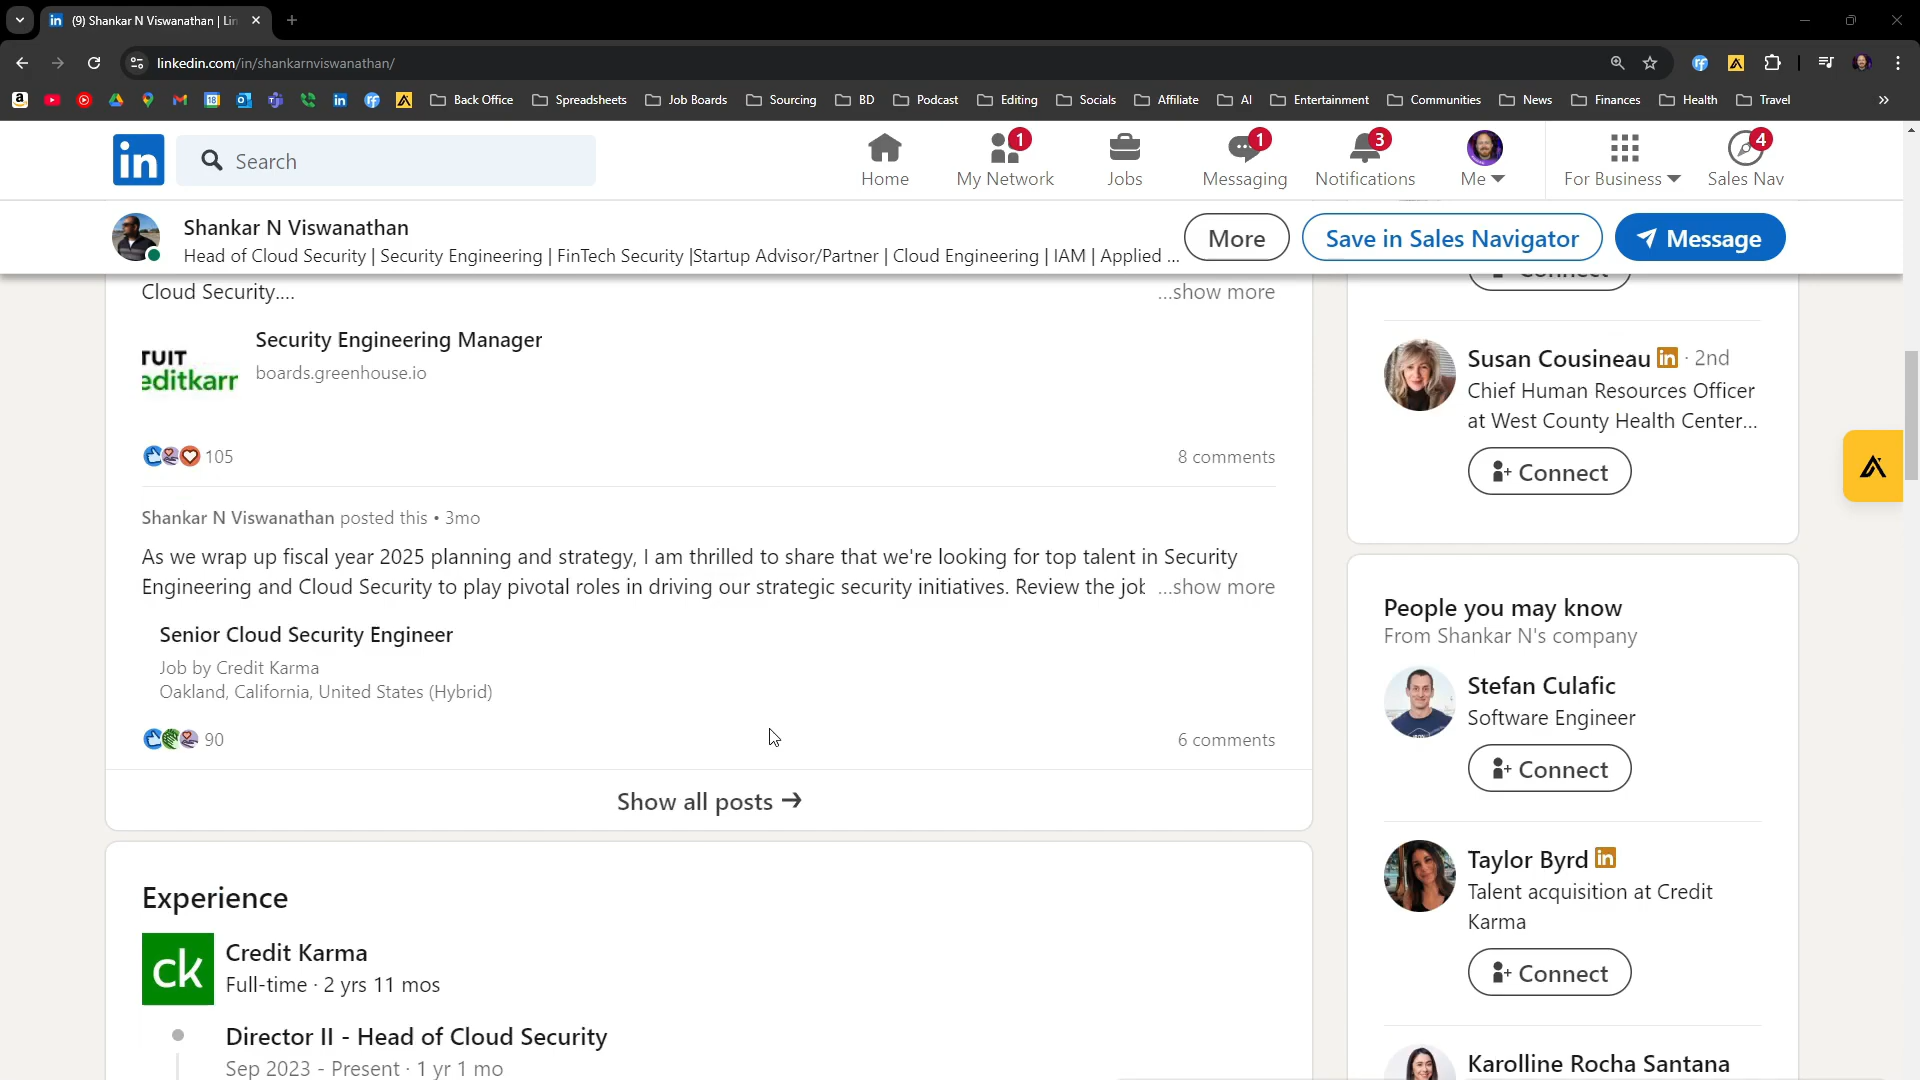 (9) Shankar N Viswanathan | Lin
linkedin.com/in/shankarnviswanathan/
Back Office
Spreadsheets
Job Boards
Sourcing
BD
Podcast
Editing
Socials
Affiliate
AI
Entertainment
Communities
News
Finances
Health
Travel
in
Search
Home
1
My Network
Jobs
1
Messaging
3
Notifications
Me
For Business
4
Sales Nav
Shankar N Viswanathan
Head of Cloud Security | Security Engineering | FinTech Security |Startup Advisor/Partner | Cloud Engineering | IAM | Applied ...
More
Save in Sales Navigator
Message
Cloud Security....
...show more
Security Engineering Manager
boards.greenhouse.io
TUIT
editkarr
105
8 comments
Shankar N Viswanathan posted this • 3mo
As we wrap up fiscal year 2025 planning and strategy, I am thrilled to share that we're looking for top talent in Security
Engineering and Cloud Security to play pivotal roles in driving our strategic security initiatives. Review the job ...show more
Senior Cloud Security Engineer
Job by Credit Karma
Oakland, California, United States (Hybrid)
90
6 comments
Show all posts →
Experience
ck
Credit Karma
Full-time · 2 yrs 11 mos
Director II - Head of Cloud Security
Sep 2023 - Present · 1 yr 1 mo
Connect
Susan Cousineau in · 2nd
Chief Human Resources Officer
at West County Health Center...
Connect
People you may know
From Shankar N's company
Stefan Culafic
Software Engineer
Connect
Taylor Byrd in
Talent acquisition at Credit
Karma
Connect
Karolline Rocha Santana